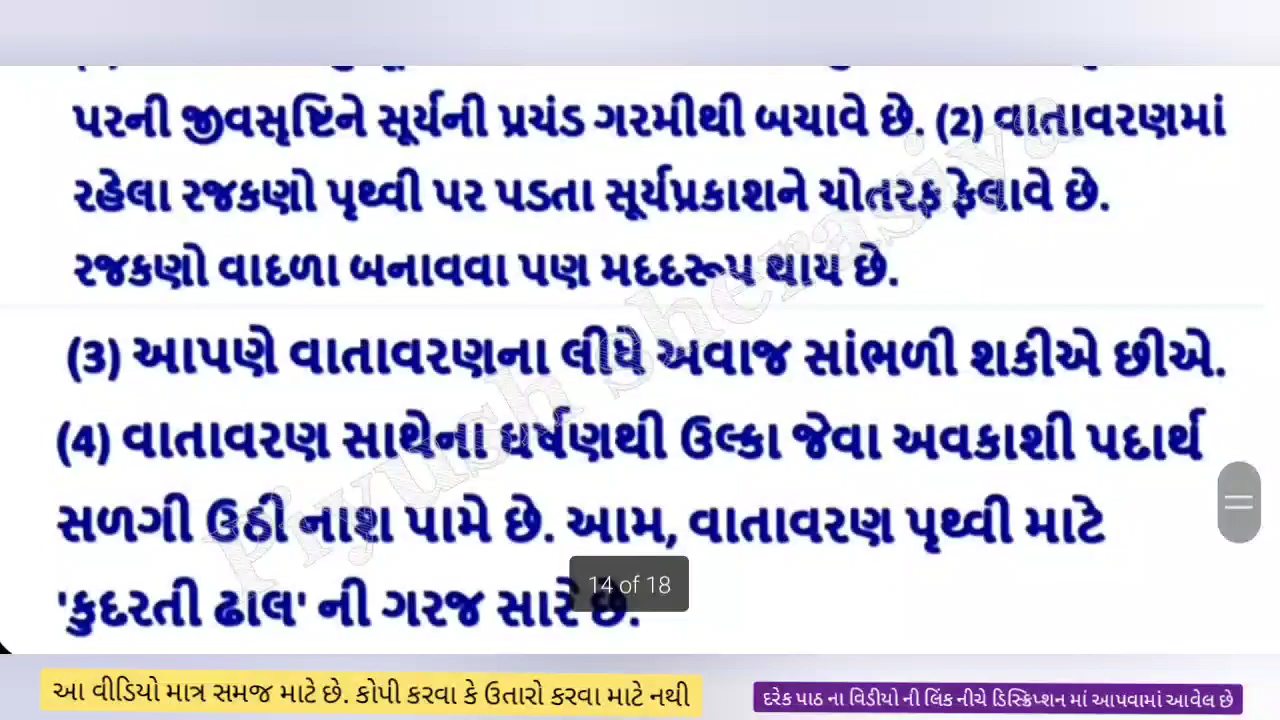 પરની જીવસૃષ્ટિને સૂર્યની પ્રચંડ ગરમીથી બચાવે છે. (2) વાતાવરણમાં
રહેલા રજકણો પૃથ્વી પર પડતા સૂર્યપ્રકાશને ચોતરફ ફેલાવે છે.
રજકણો વાદળા બનાવવા પણ મદદરૂપ થાય છે.
(3) આપણે વાતાવરણના લીધે અવાજ સાંભળી શકીએ છીએ.
(4) વાતાવરણ સાથેના ઘર્ષણથી ઉલ્કા જેવા અવકાશી પદાર્થ
સળગી ઉઠી નાશ પામે છે. આમ, વાતાવરણ પૃથ્વી માટે
'કુદરતી ઢાલ' ની ગરજ સારે છે.
14 of 18
Piyush sherasiya
આ વીડિયો માત્ર સમજ માટે છે. કોપી કરવા કે ઉતારો કરવા માટે નથી
દરેક પાઠ ના વિડીયો ની લિંક નીચે ડિસ્ક્રિપ્શન માં આપવામાં આવેલ છે